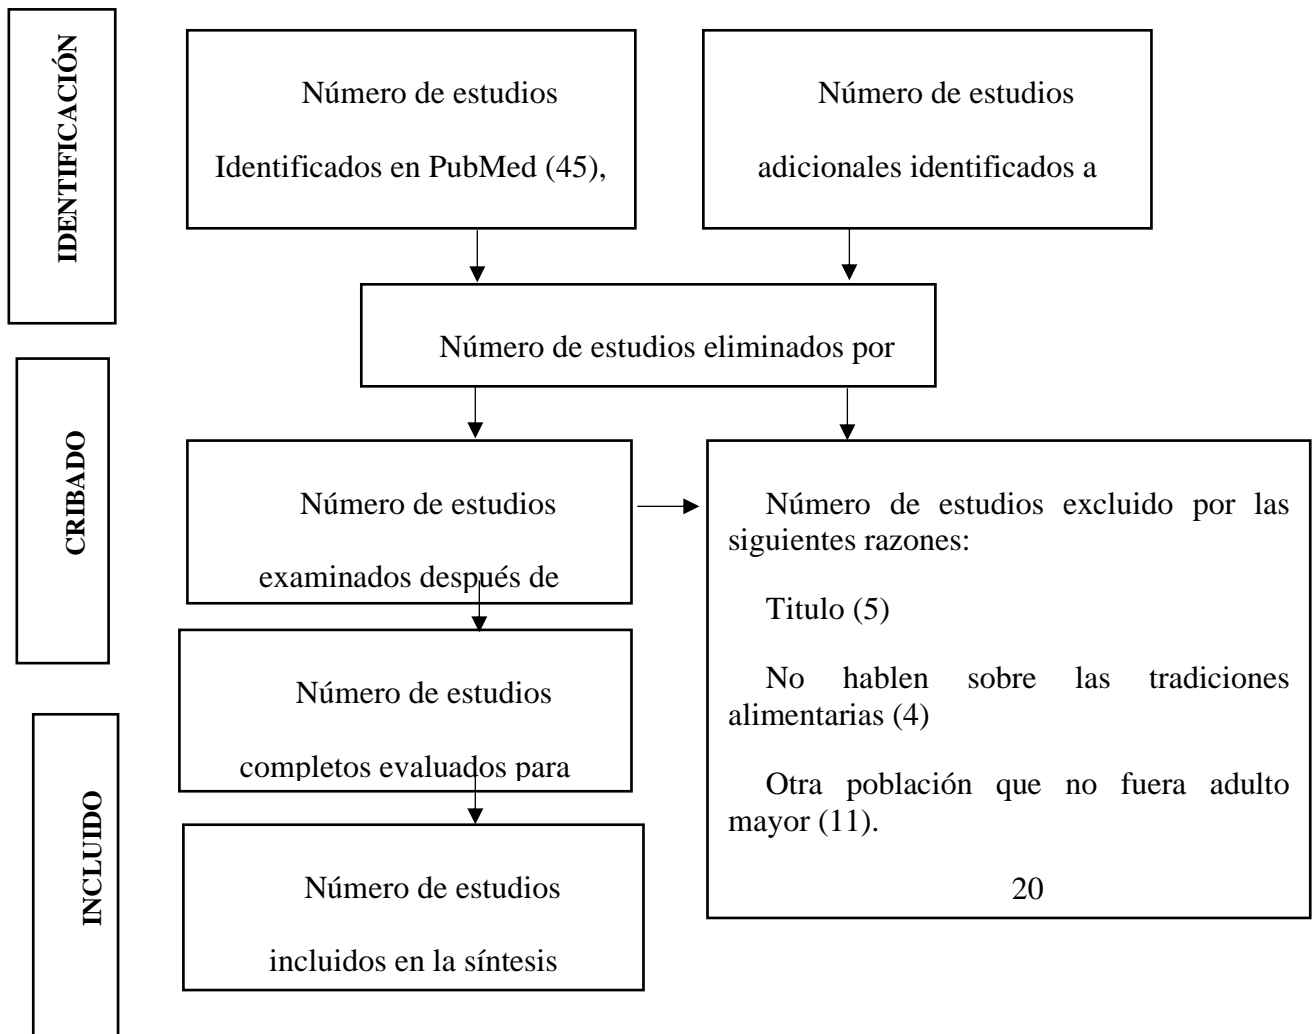 IDENTIFICACIÓN
Número de estudios
Identificados en PubMed (45),
Número de estudios
adicionales identificados a
Número de estudios eliminados por
CRIBADO
Número de estudios
examinados después de
Número de estudios excluido por las
siguientes razones:
Titulo (5)
No hablen sobre las tradiciones
alimentarias (4)
Otra población que no fuera adulto
mayor (11).
20
Número de estudios
completos evaluados para
INCLUIDO
Número de estudios
incluidos en la síntesis